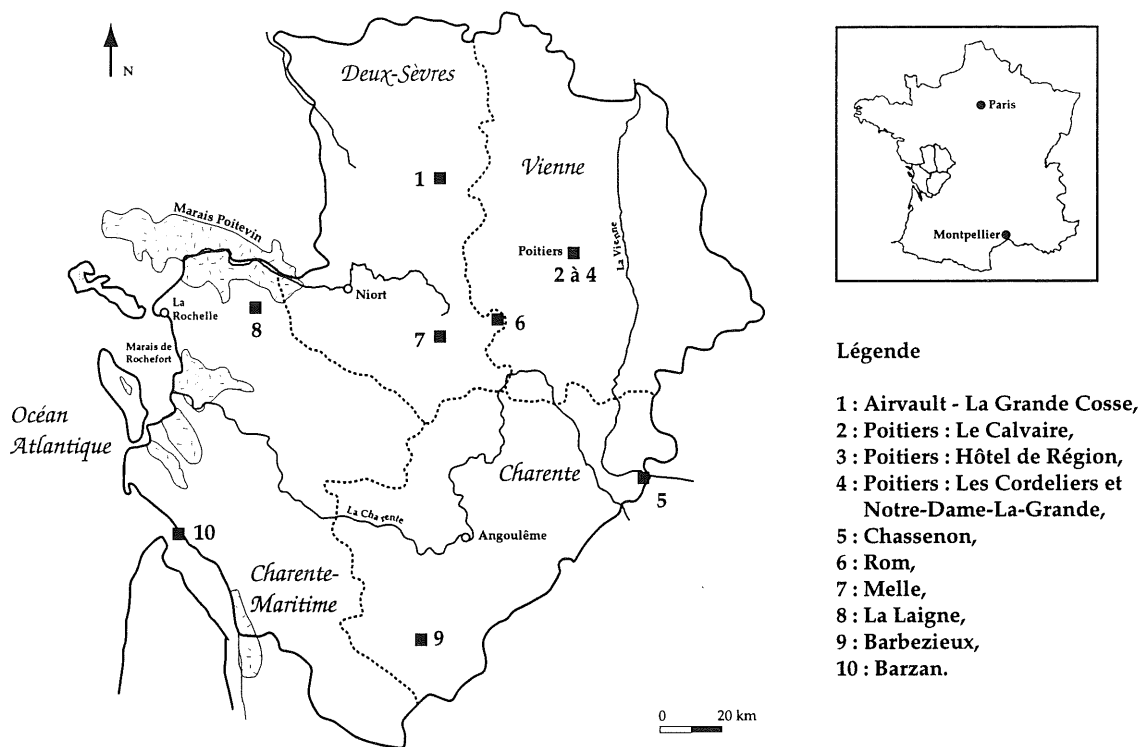 N
Deux-Sèvres
Vienne
1
Marais Poitevin
La Vienne
Poitiers
2 à 4
Niort
La
Rochelle
8
7
6
Marais de
Rochefort
Océan
Atlantique
Charente
5
La Charente
Angoulême
10
Charente-
Maritime
9
0 20 km
Paris
Montpellier
Légende
1 : Airvault - La Grande Cosse,
2 : Poitiers : Le Calvaire,
3 : Poitiers : Hôtel de Région,
4 : Poitiers : Les Cordeliers et
Notre-Dame-La-Grande,
5 : Chassenon,
6 : Rom,
7 : Melle,
8 : La Laigne,
9 : Barbezieux,
10 : Barzan.